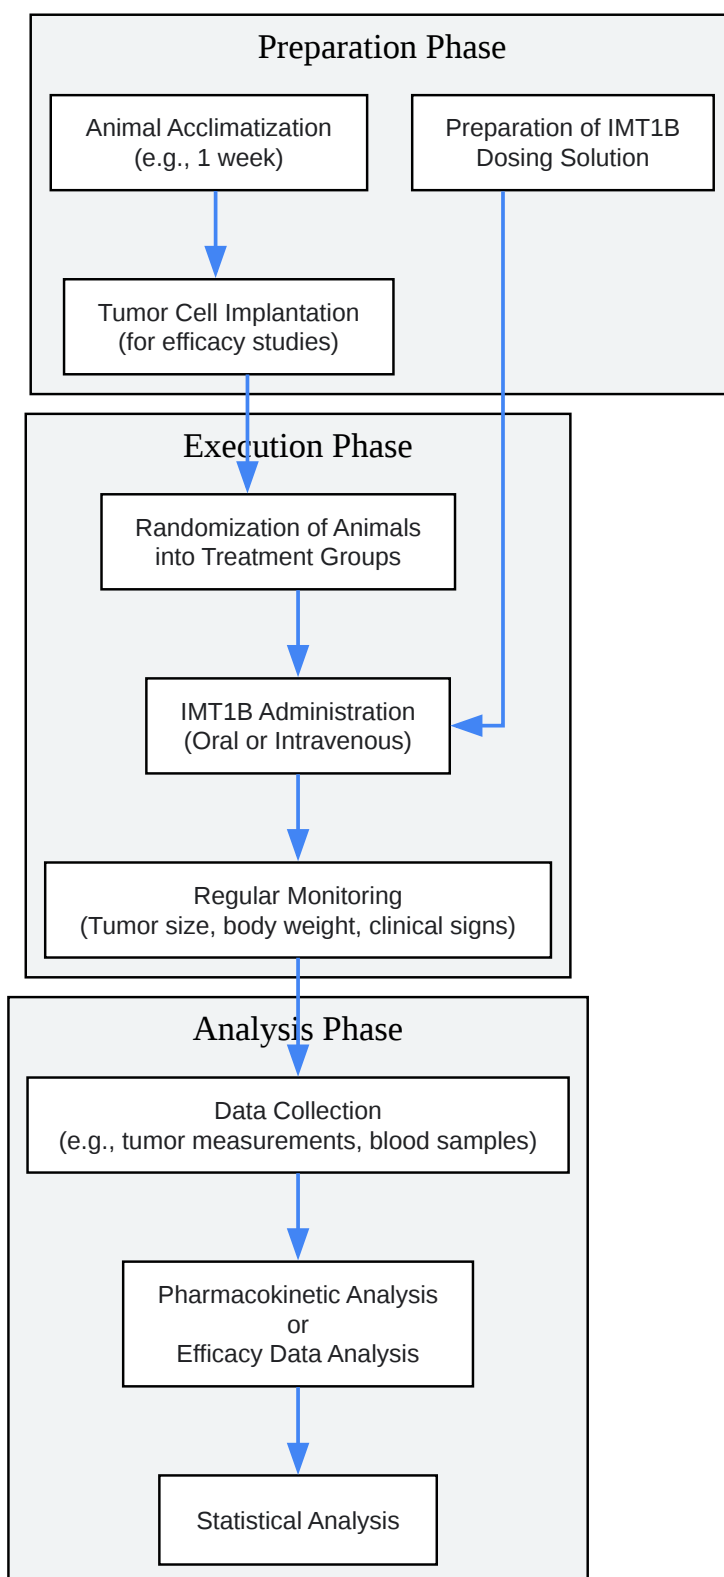 Preparation Phase
Animal Acclimatization
(e.g., 1 week)
Preparation of IMT1B
Dosing Solution
Tumor Cell Implantation
(for efficacy studies)
Execution Phase
Randomization of Animals
into Treatment Groups
IMT1B Administration
(Oral or Intravenous)
Regular Monitoring
(Tumor size, body weight, clinical signs)
Analysis Phase
Data Collection
(e.g., tumor measurements, blood samples)
Pharmacokinetic Analysis
or
Efficacy Data Analysis
Statistical Analysis